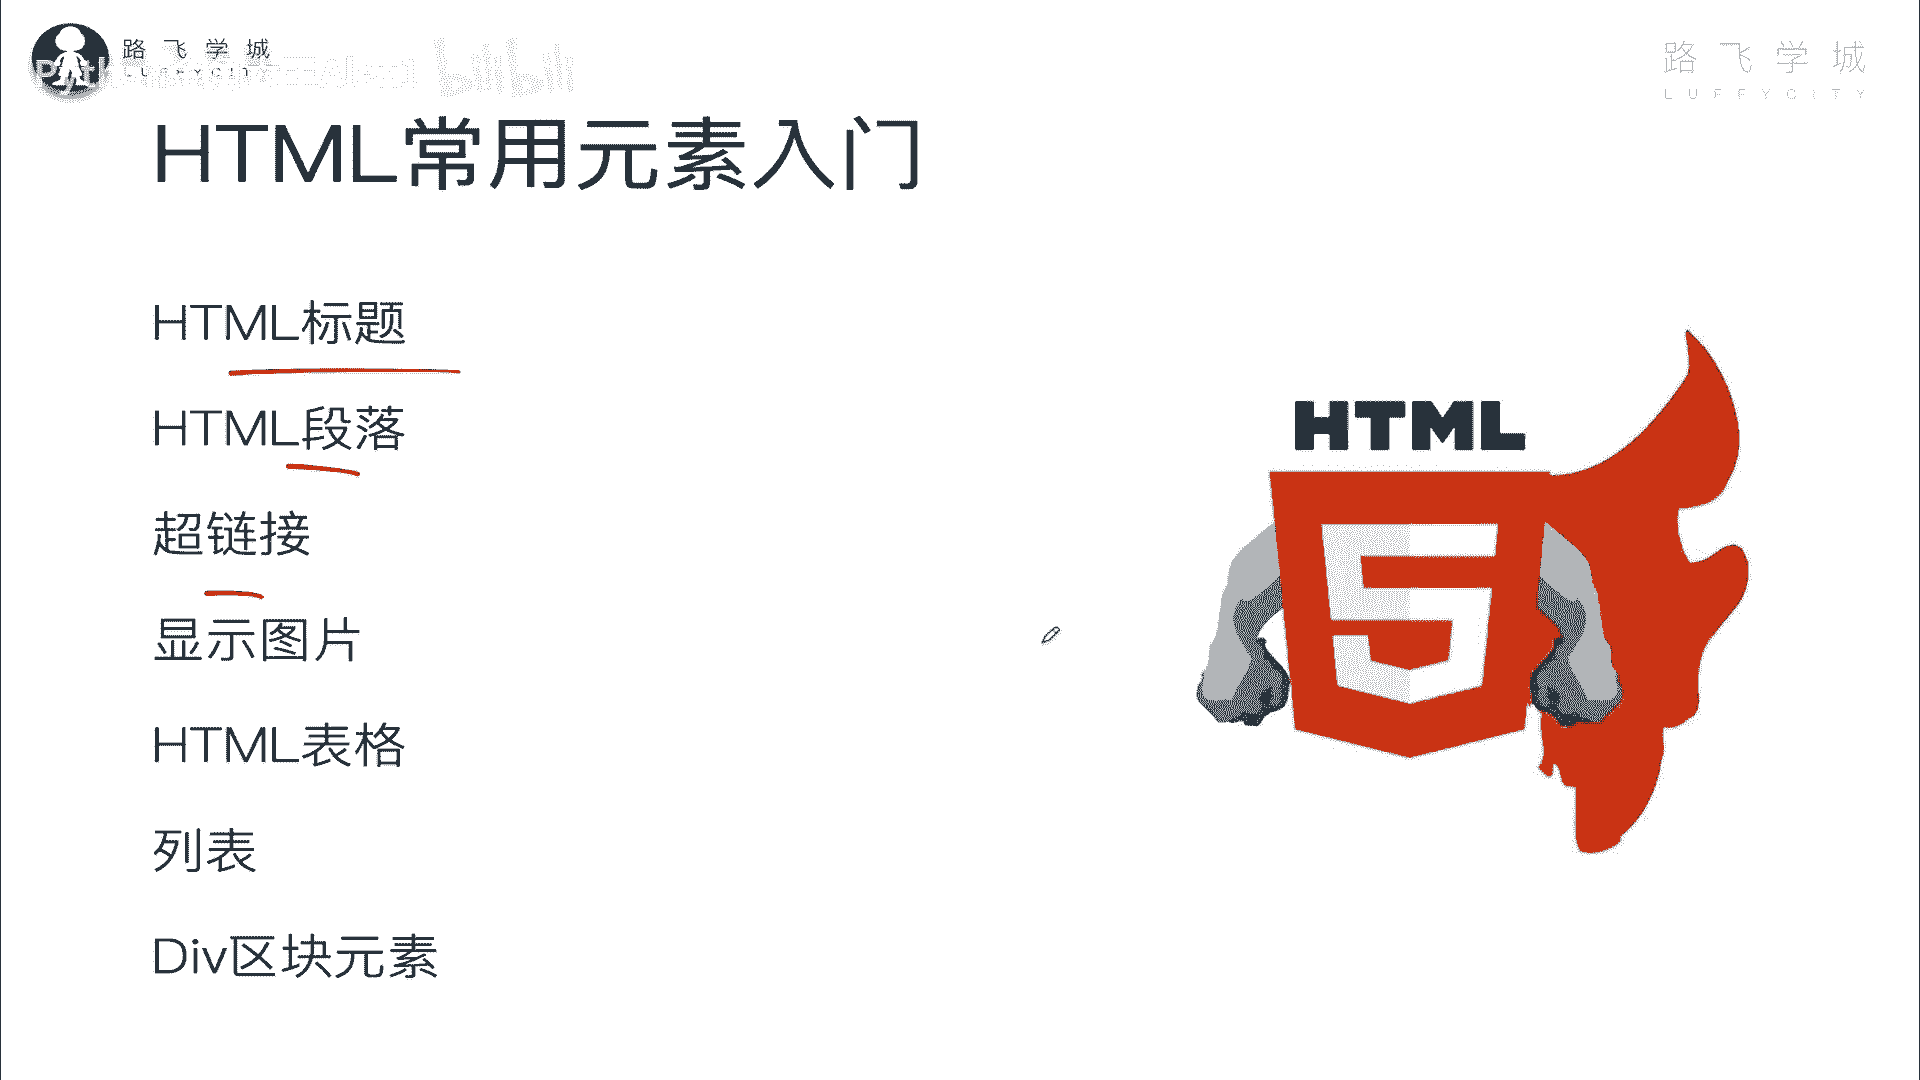 路飞学城
bilibili
路飞学城
LUFFYCITY
HTML常用元素入门
HTML标题
HTML段落
超链接
显示图片
HTML表格
列表
Div区块元素
HTML
5